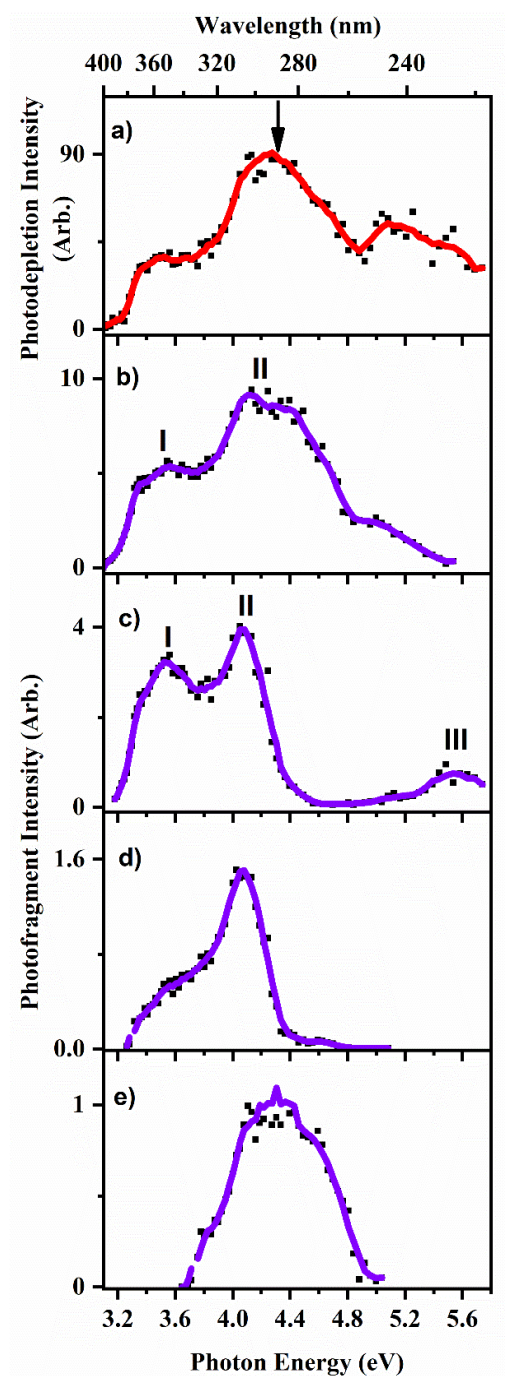 Wavelength (nm)
400 360 320 280 240
a)
90
0
Photodepletion Intensity
(Arb.)
b)
10
0
I
II
c)
4
0
I
II
III
Photofragment Intensity (Arb.)
d)
1.6
0.0
e)
1
0
3.2 3.6 4.0 4.4 4.8 5.2 5.6
Photon Energy (eV)